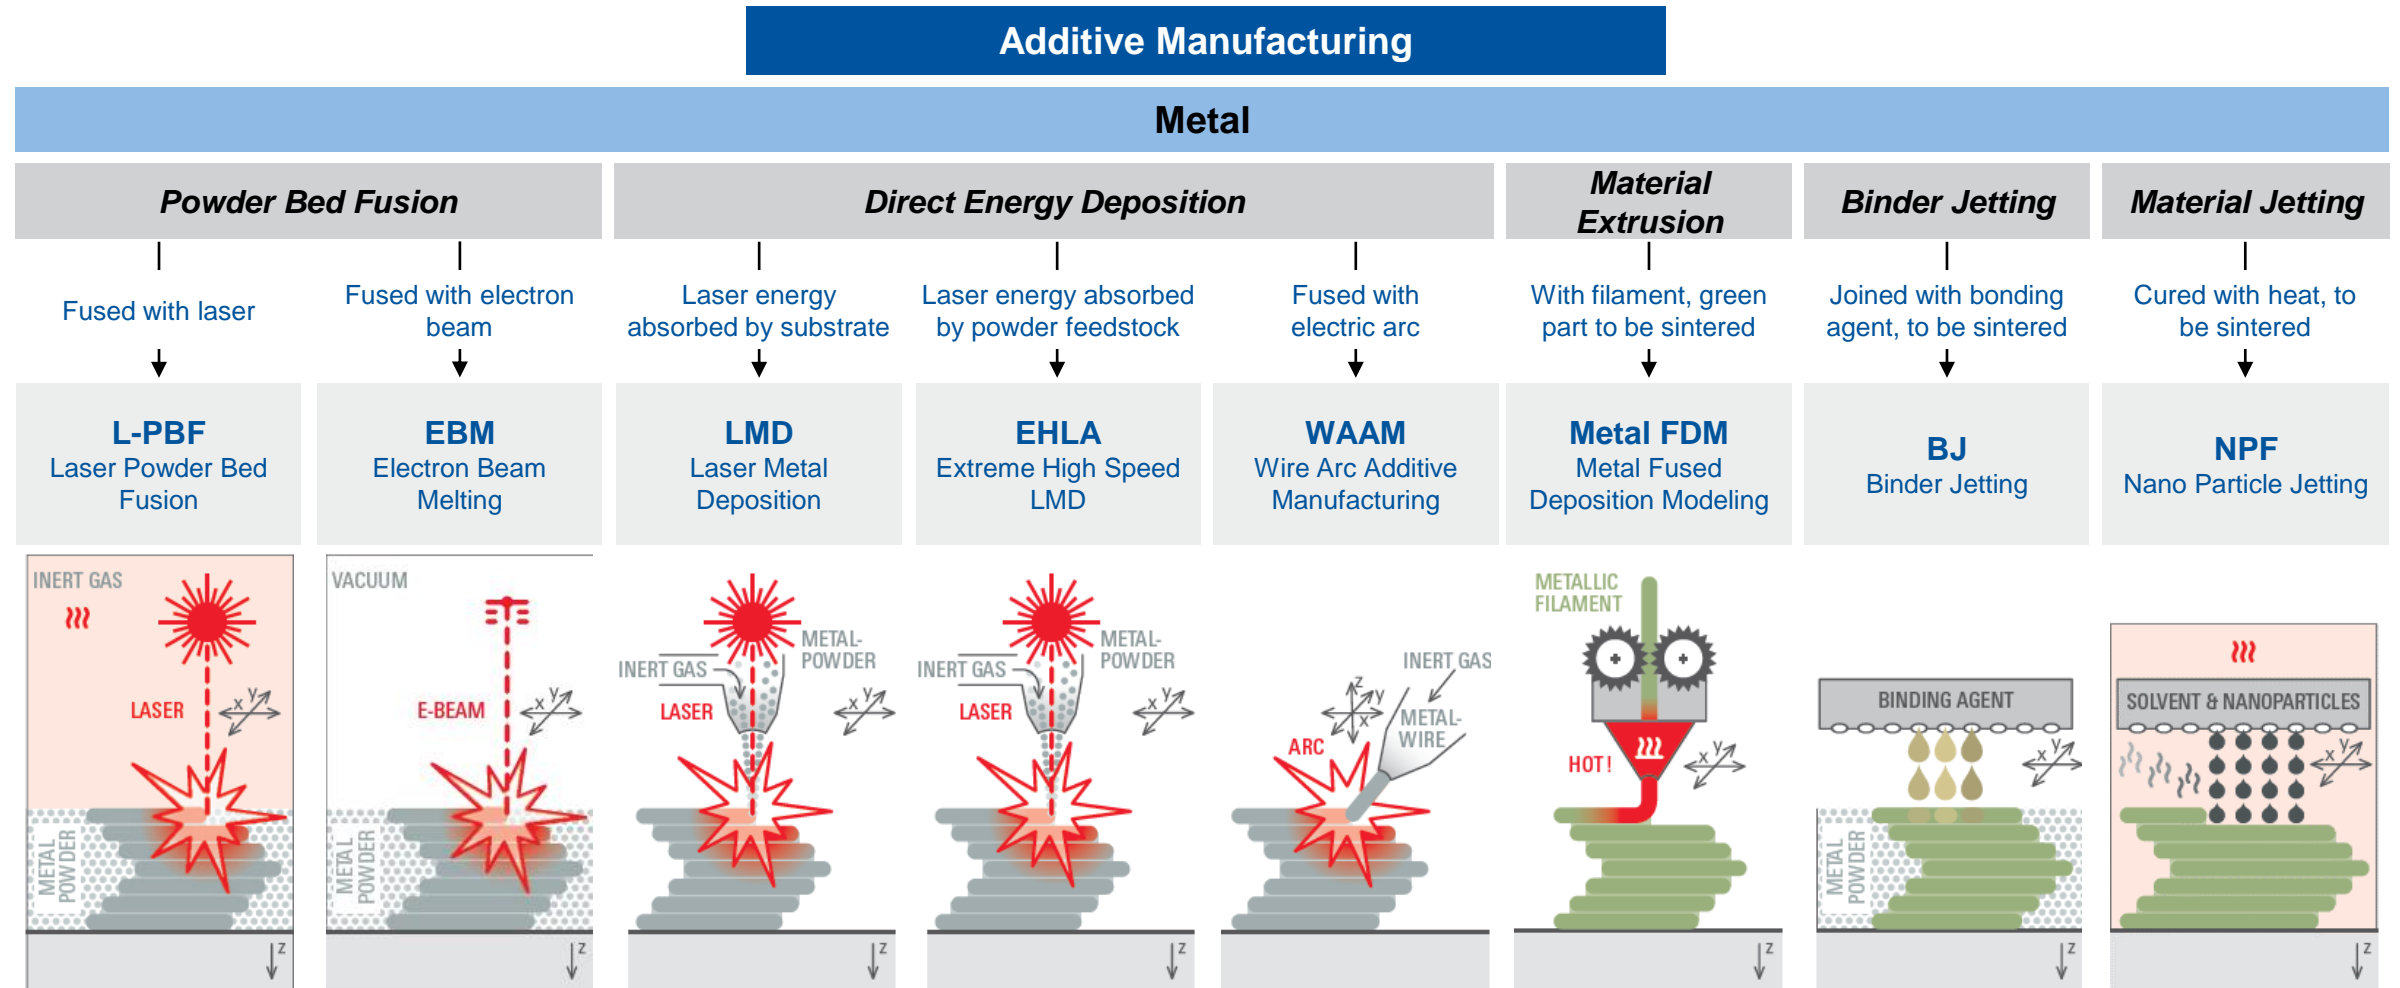 Additive Manufacturing
Metal
Powder Bed Fusion
Direct Energy Deposition
Material
Extrusion
Binder Jetting
Material Jetting
Fused with laser
Fused with electron
beam
Laser energy
absorbed by substrate
Laser energy absorbed
by powder feedstock
Fused with
electric arc
With filament, green
part to be sintered
Joined with bonding
agent, to be sintered
Cured with heat, to
be sintered
L-PBF
Laser Powder Bed
Fusion
EBM
Electron Beam
Melting
LMD
Laser Metal
Deposition
EHLA
Extreme High Speed
LMD
WAAM
Wire Arc Additive
Manufacturing
Metal FDM
Metal Fused
Deposition Modeling
BJ
Binder Jetting
NPF
Nano Particle Jetting
INERT GAS
LASER
x
y
METAL
POWDER
z
VACUUM
E-BEAM
x
y
METAL
POWDER
z
METAL-
POWDER
INERT GAS
LASER
x
y
z
METAL-
POWDER
INERT GAS
LASER
x
y
z
INERT GAS
z
y
x
METAL-
WIRE
ARC
METALLIC
FILAMENT
HOT!
x
y
z
BINDING AGENT
x
y
METAL
POWDER
z
SOLVENT & NANOPARTICLES
x
y
z